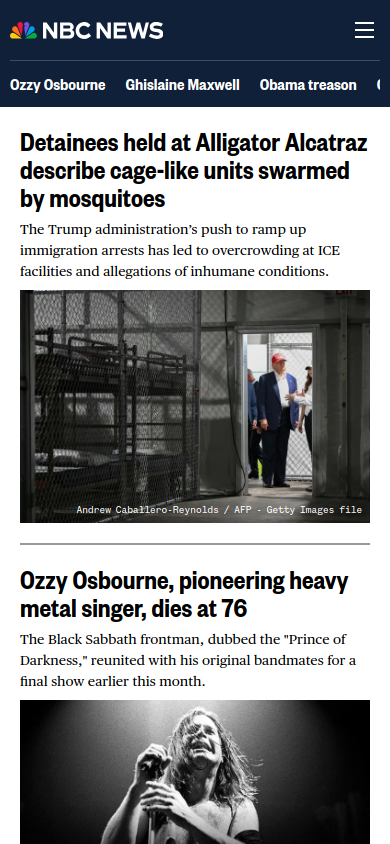 NBC NEWS
Ozzy Osbourne Ghislaine Maxwell Obama treason
Detainees held at Alligator Alcatraz
describe cage-like units swarmed
by mosquitoes
The Trump administration’s push to ramp up
immigration arrests has led to overcrowding at ICE
facilities and allegations of inhumane conditions.
Andrew Caballero-Reynolds / AFP - Getty Images file
Ozzy Osbourne, pioneering heavy
metal singer, dies at 76
The Black Sabbath frontman, dubbed the "Prince of
Darkness," reunited with his original bandmates for a
final show earlier this month.